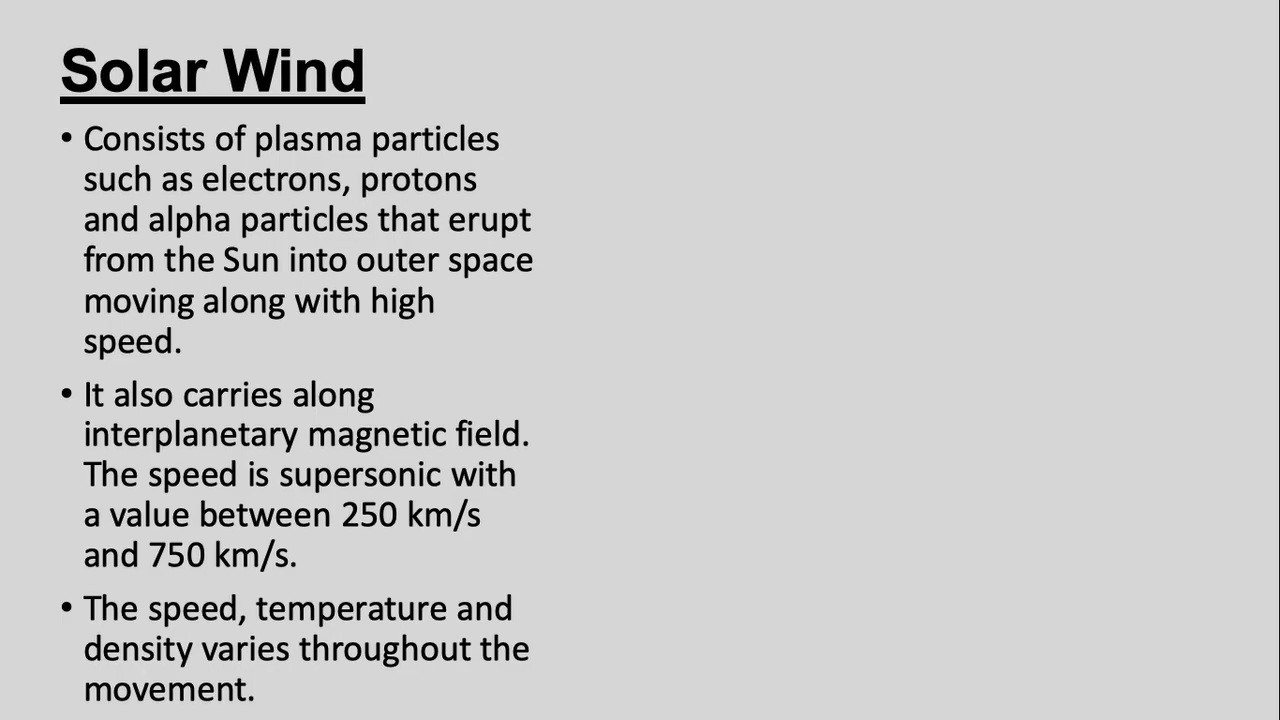 Solar Wind
• Consists of plasma particles
such as electrons, protons
and alpha particles that erupt
from the Sun into outer space
moving along with high
speed.
• It also carries along
interplanetary magnetic field.
The speed is supersonic with
a value between 250 km/s
and 750 km/s.
• The speed, temperature and
density varies throughout the
movement.